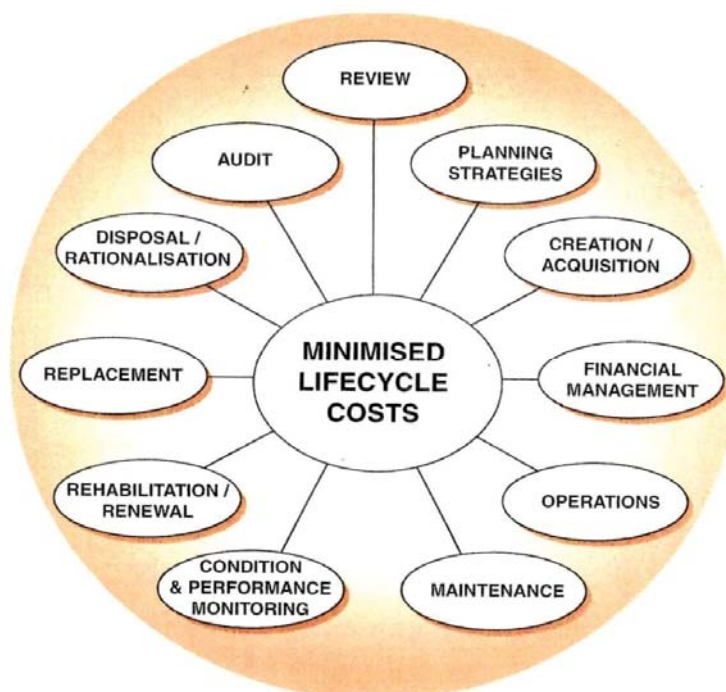 REVIEW
AUDIT
PLANNING
STRATEGIES
DISPOSAL /
RATIONALISATION
CREATION /
ACQUISITION
MINIMISED
LIFECYCLE
COSTS
REPLACEMENT
FINANCIAL
MANAGEMENT
REHABILITATION /
RENEWAL
OPERATIONS
CONDITION
& PERFORMANCE
MONITORING
MAINTENANCE